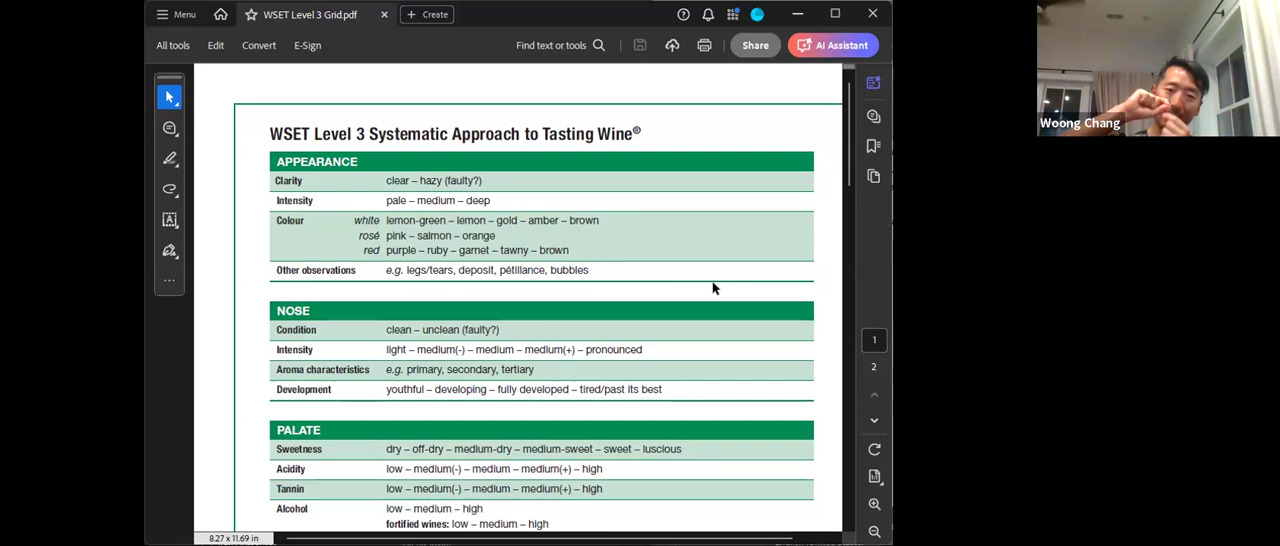 Menu
WSET Level 3 Grid.pdf
Create
All tools
Edit
Convert
E-Sign
Find text or tools
Share
AI Assistant
WSET Level 3 Systematic Approach to Tasting Wine®
APPEARANCE
Clarity clear – hazy (faulty?)
Intensity pale – medium – deep
Colour white lemon-green – lemon – gold – amber – brown
rosé pink – salmon – orange
red purple – ruby – garnet – tawny – brown
Other observations e.g. legs/tears, deposit, pétillance, bubbles
NOSE
Condition clean – unclean (faulty?)
Intensity light – medium(-) – medium – medium(+) – pronounced
Aroma characteristics e.g. primary, secondary, tertiary
Development youthful – developing – fully developed – tired/past its best
PALATE
Sweetness dry – off-dry – medium-dry – medium-sweet – sweet – luscious
Acidity low – medium(-) – medium – medium(+) – high
Tannin low – medium(-) – medium – medium(+) – high
Alcohol low – medium – high
fortified wines: low – medium – high
8.27 x 11.69 in
1
2
Woong Chang